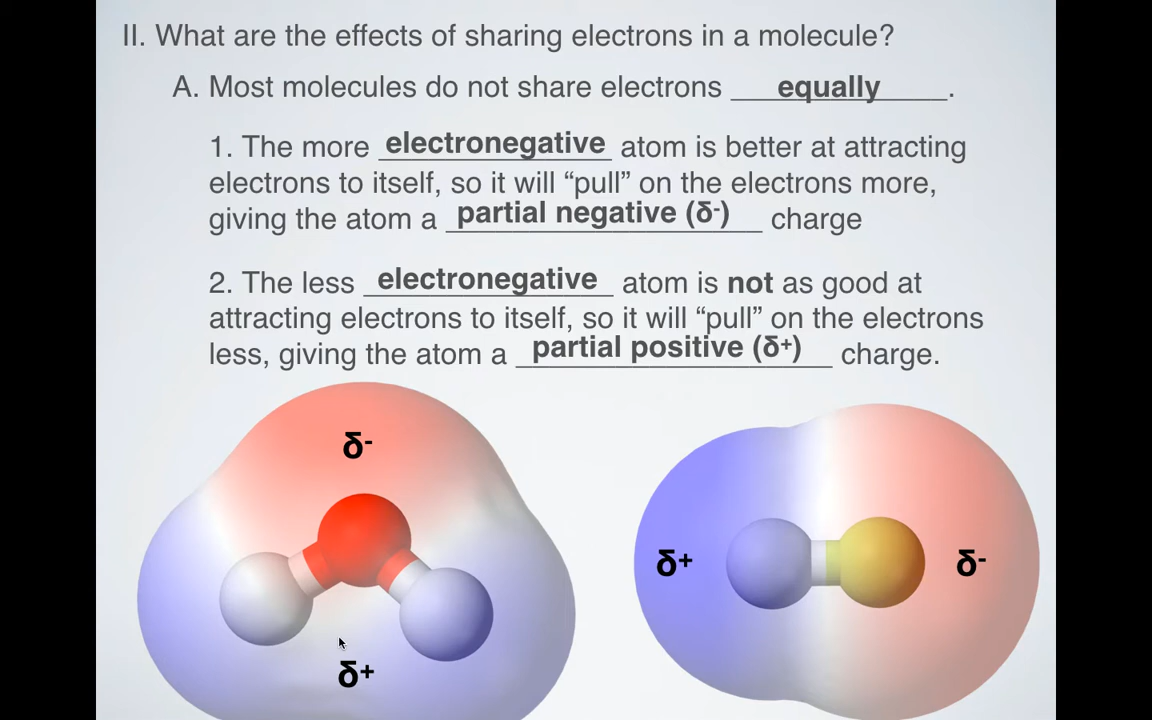 II. What are the effects of sharing electrons in a molecule?
A. Most molecules do not share electrons equally.
1. The more electronegative atom is better at attracting
electrons to itself, so it will “pull” on the electrons more,
giving the atom a partial negative (δ-) charge
2. The less electronegative atom is not as good at
attracting electrons to itself, so it will “pull” on the electrons
less, giving the atom a partial positive (δ+) charge.
δ-
δ+ δ-
δ+